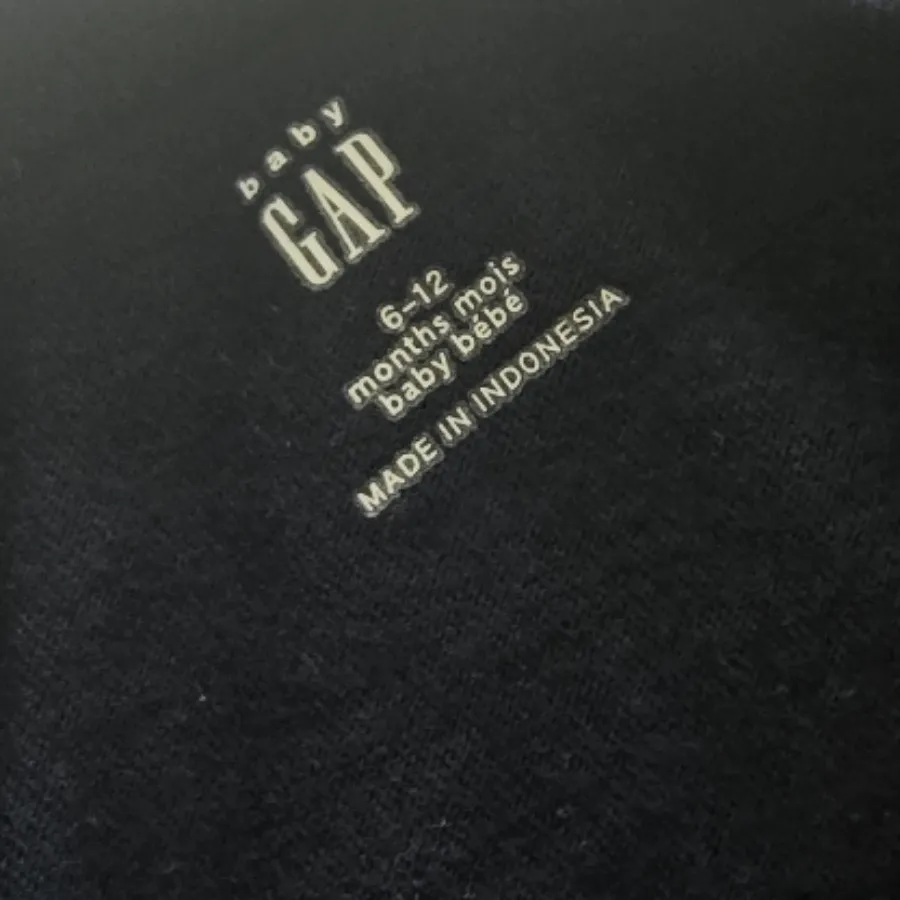 baby
GAP
6-12
months mois
baby bébé
MADE IN INDONESIA